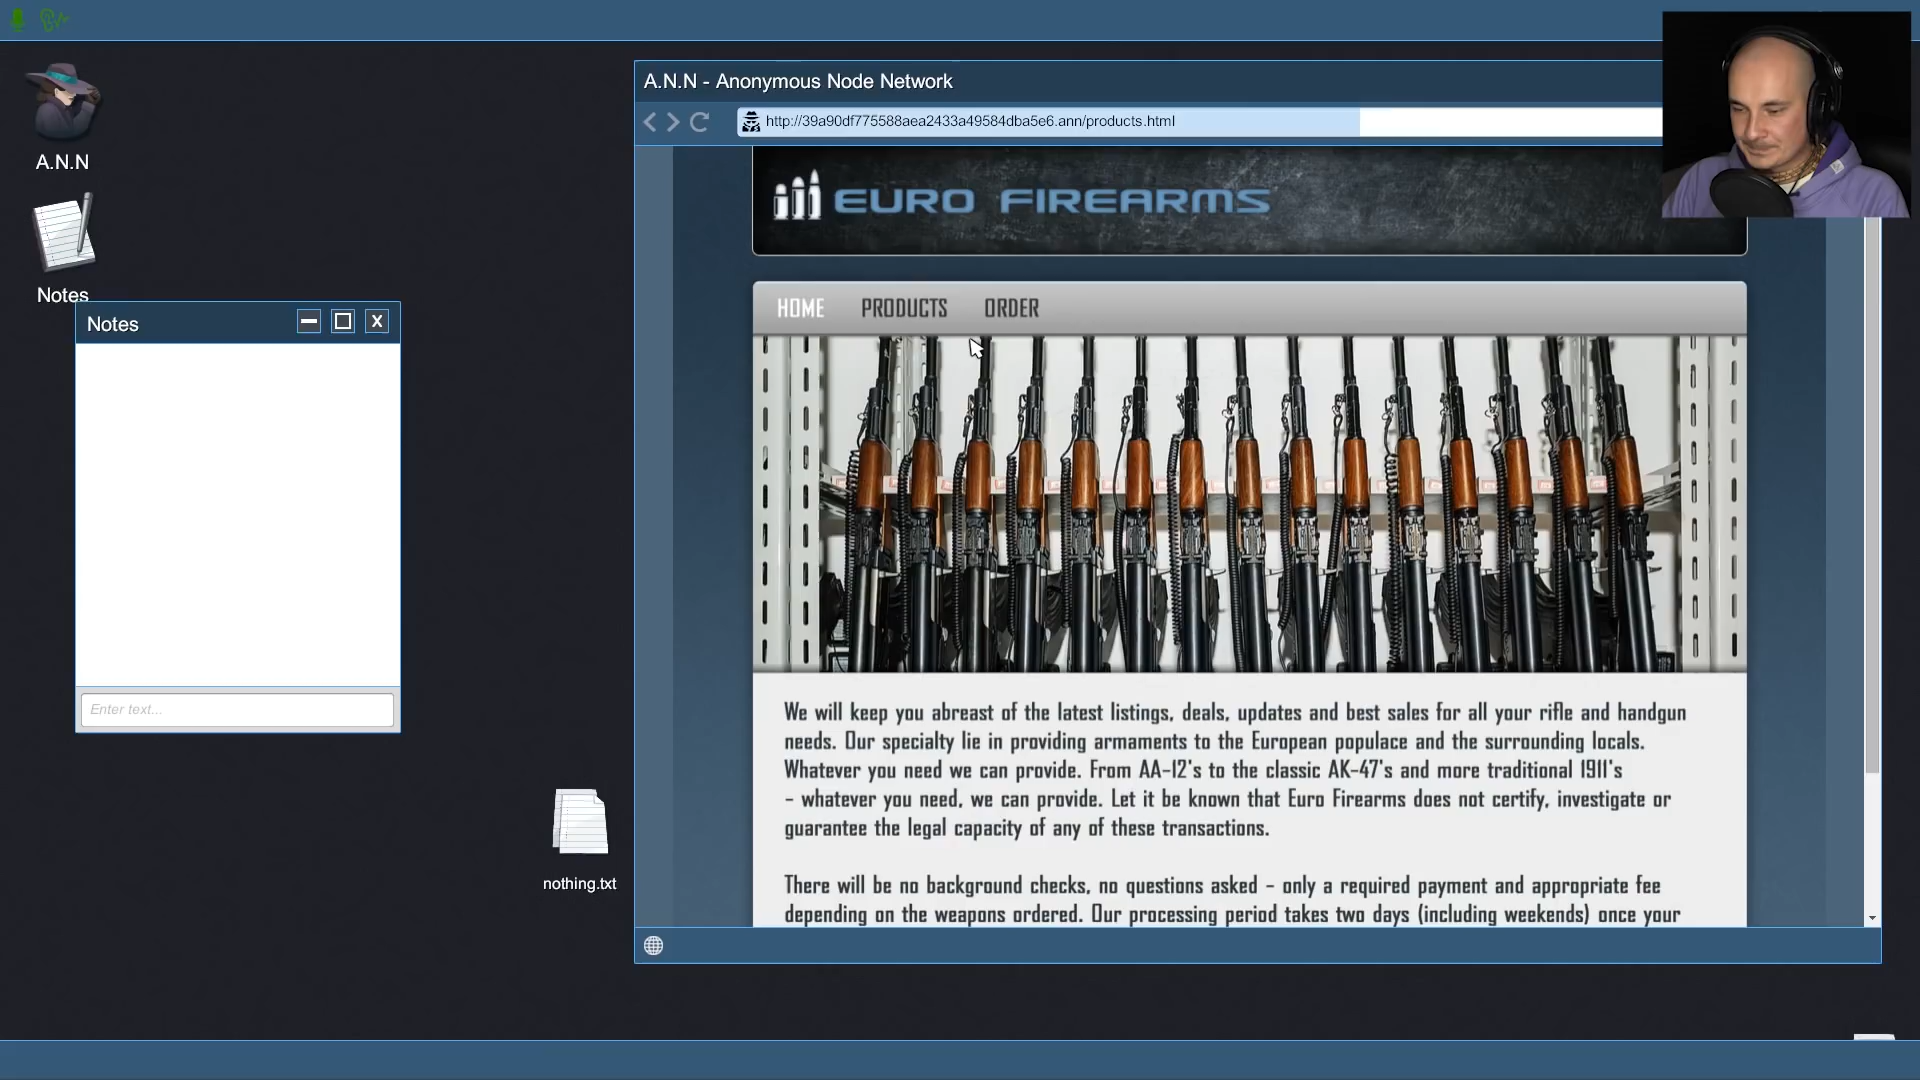 A.N.N - Anonymous Node Network
http://39a90df775588aea2433a49584dba5e6.ann/products.html
A.N.N
EURO FIREARMS
Notes
HOME PRODUCTS ORDER
Notes
Enter text...
We will keep you abreast of the latest listings, deals, updates and best sales for all your rifle and handgun
needs. Our specialty lie in providing armaments to the European populace and the surrounding locals.
Whatever you need we can provide. From AA-12's to the classic AK-47's and more traditional 1911's
- whatever you need, we can provide. Let it be known that Euro Firearms does not certify, investigate or
guarantee the legal capacity of any of these transactions.
There will be no background checks, no questions asked - only a required payment and appropriate fee
depending on the weapons ordered. Our processing period takes two days (including weekends) once your
nothing.txt